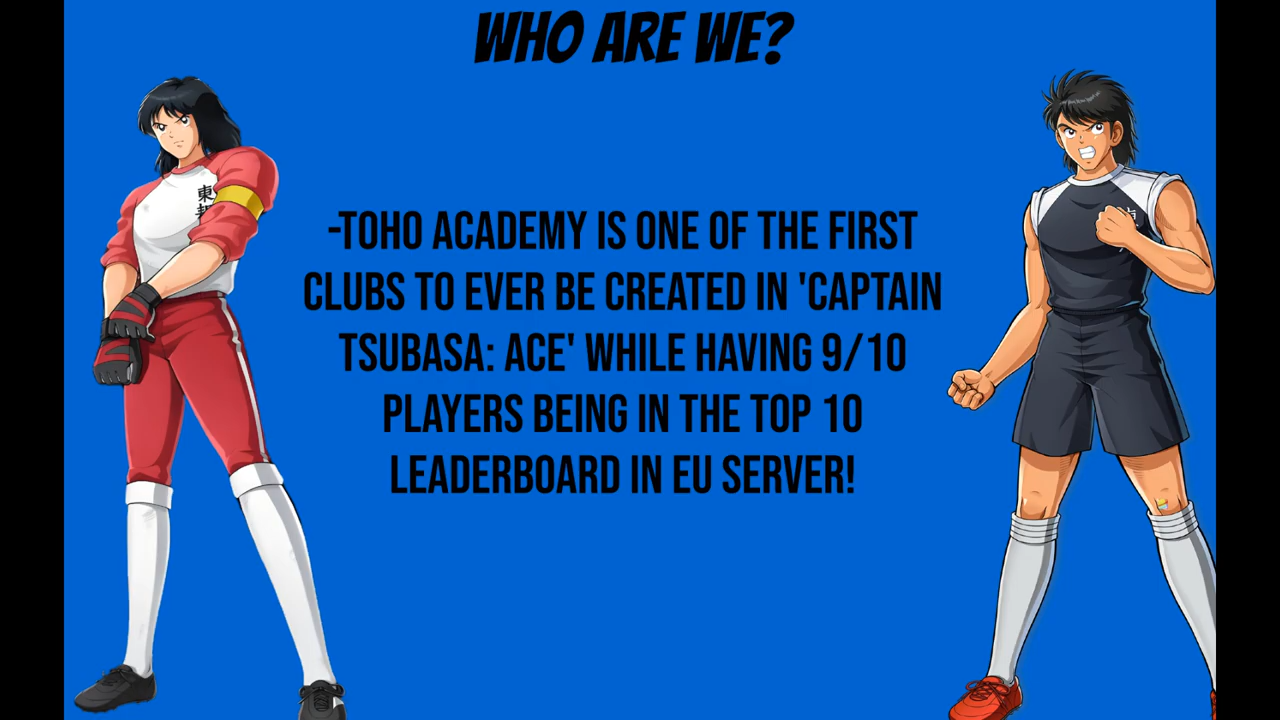 WHO ARE WE?
-TOHO ACADEMY IS ONE OF THE FIRST
CLUBS TO EVER BE CREATED IN 'CAPTAIN
TSUBASA: ACE' WHILE HAVING 9/10
PLAYERS BEING IN THE TOP 10
LEADERBOARD IN EU SERVER!
東